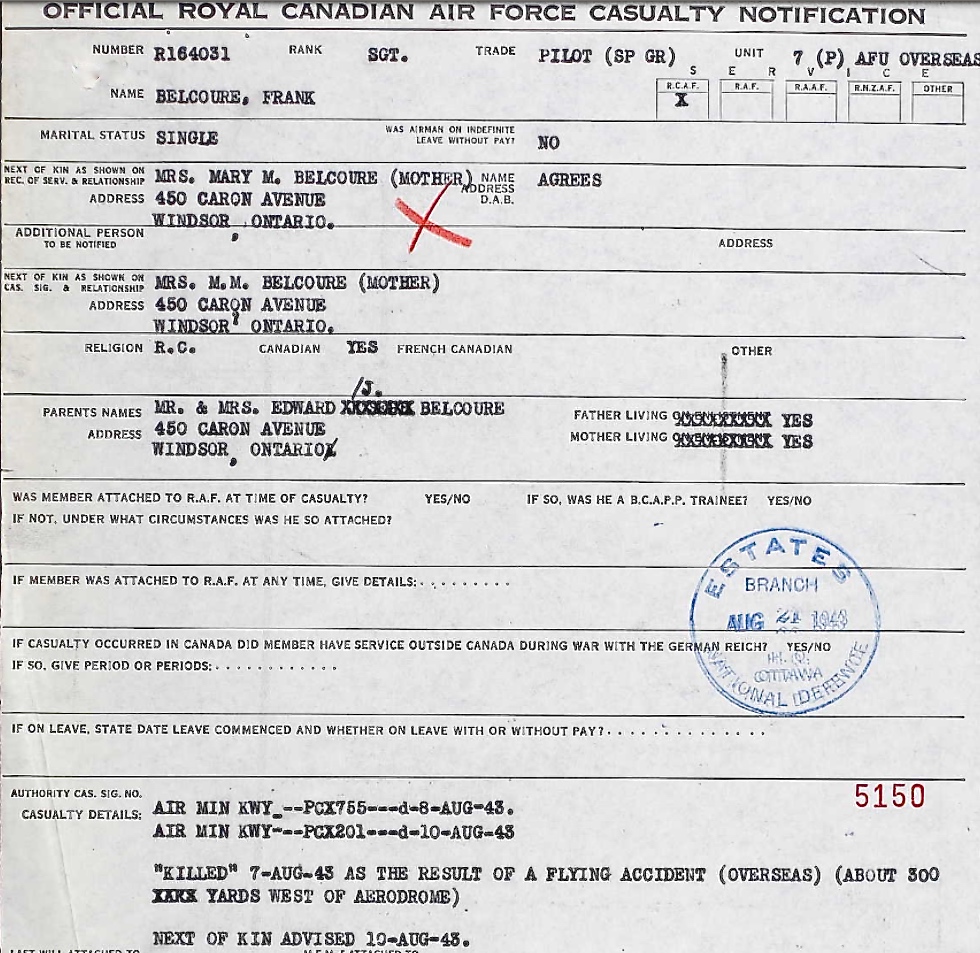 OFFICIAL ROYAL CANADIAN AIR FORCE CASUALTY NOTIFICATION
NUMBER R164031 RANK SGT. TRADE PILOT (SP GR) UNIT 7 (P) AFU OVERSEAS
S E R V I C E
R.C.A.F. R.A.F. R.A.A.F. R.N.Z.A.F. OTHER
X
NAME BELCOURE, FRANK
MARITAL STATUS SINGLE WAS AIRMAN ON INDEFINITE LEAVE WITHOUT PAY? NO
NEXT OF KIN AS SHOWN ON REC. OF SERV. & RELATIONSHIP MRS. MARY M. BELCOURE (MOTHER) NAME ADDRESS D.A.B. AGREES
ADDRESS 450 CARON AVENUE
WINDSOR, ONTARIO.
ADDITIONAL PERSON TO BE NOTIFIED ADDRESS
NEXT OF KIN AS SHOWN ON CAS. SIG. & RELATIONSHIP MRS. M.M. BELCOURE (MOTHER)
ADDRESS 450 CARON AVENUE
WINDSOR, ONTARIO.
RELIGION R.C. CANADIAN YES FRENCH CANADIAN OTHER
/J.
PARENTS NAMES MR. & MRS. EDWARD XXXXXXX BELCOURE FATHER LIVING YES
ADDRESS 450 CARON AVENUE MOTHER LIVING YES
WINDSOR, ONTARIO
WAS MEMBER ATTACHED TO R.A.F. AT TIME OF CASUALTY? YES/NO IF SO, WAS HE A B.C.A.P.P. TRAINEE? YES/NO
IF NOT, UNDER WHAT CIRCUMSTANCES WAS HE SO ATTACHED?
ESTATES
BRANCH
AUG 21 1943
H.Q.
OTTAWA
NATIONAL DEFENCE
IF MEMBER WAS ATTACHED TO R.A.F. AT ANY TIME, GIVE DETAILS:.........
IF CASUALTY OCCURRED IN CANADA DID MEMBER HAVE SERVICE OUTSIDE CANADA DURING WAR WITH THE GERMAN REICH? YES/NO
IF SO, GIVE PERIOD OR PERIODS:............
IF ON LEAVE, STATE DATE LEAVE COMMENCED AND WHETHER ON LEAVE WITH OR WITHOUT PAY?..............
AUTHORITY CAS. SIG. NO. 5150
CASUALTY DETAILS: AIR MIN KWY_--PCX755---d-8-AUG-43.
AIR MIN KWY---PCX201---d-10-AUG-43
"KILLED" 7-AUG-43 AS THE RESULT OF A FLYING ACCIDENT (OVERSEAS) (ABOUT 300
XXXX YARDS WEST OF AERODROME)
NEXT OF KIN ADVISED 10-AUG-43.